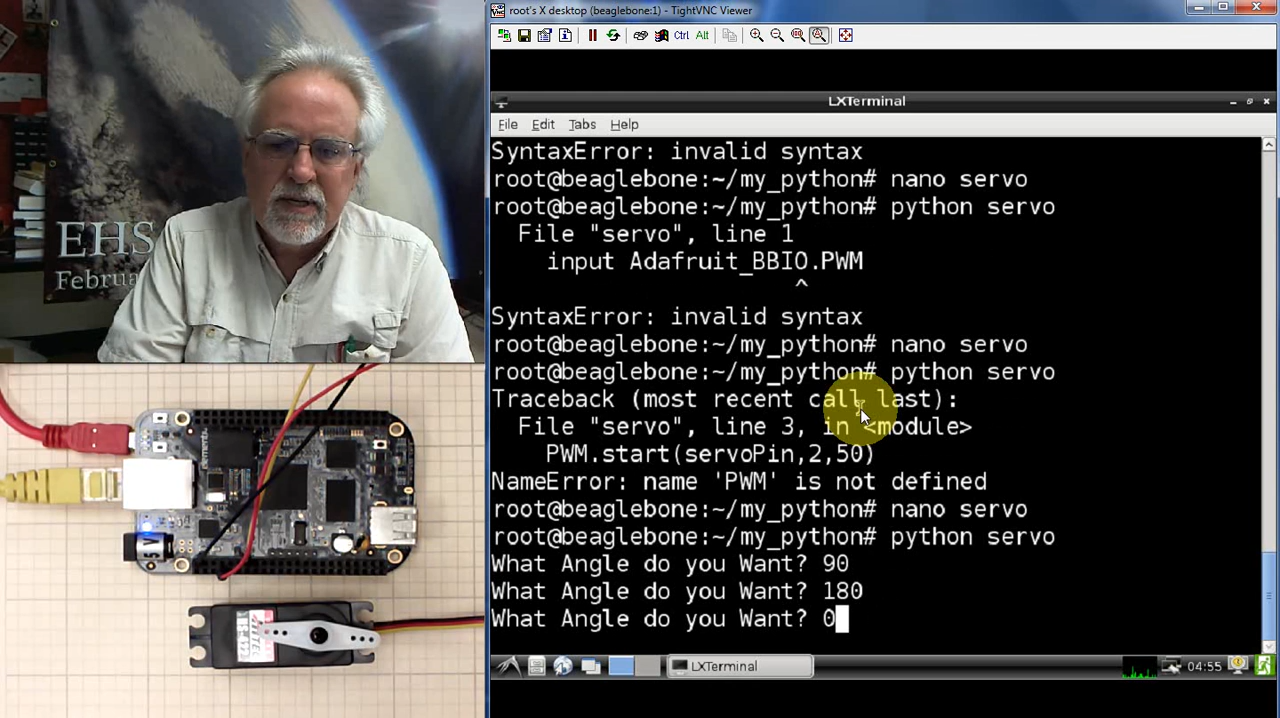 root's X desktop (beaglebone:1) - TightVNC Viewer
Ctrl Alt
LXTerminal
File Edit Tabs Help
SyntaxError: invalid syntax
root@beaglebone:~/my_python# nano servo
root@beaglebone:~/my_python# python servo
File "servo", line 1
input Adafruit_BBIO.PWM
^
SyntaxError: invalid syntax
root@beaglebone:~/my_python# nano servo
root@beaglebone:~/my_python# python servo
Traceback (most recent call last):
File "servo", line 3, in <module>
PWM.start(servoPin,2,50)
NameError: name 'PWM' is not defined
root@beaglebone:~/my_python# nano servo
root@beaglebone:~/my_python# python servo
What Angle do you Want? 90
What Angle do you Want? 180
What Angle do you Want? 0
LXTerminal
04:55
EHS
Februa
5V